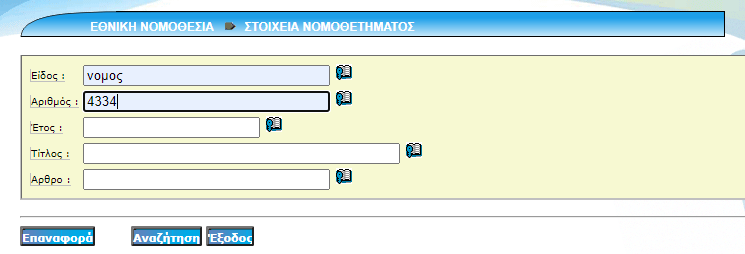 ΕΘΝΙΚΗ ΝΟΜΟΘΕΣΙΑ ΣΤΟΙΧΕΙΑ ΝΟΜΟΘΕΤΗΜΑΤΟΣ
Είδος : νομος
Αριθμός : 4334
Έτος :
Τίτλος :
Αρθρο :
Επαναφορά Αναζήτηση Έξοδος